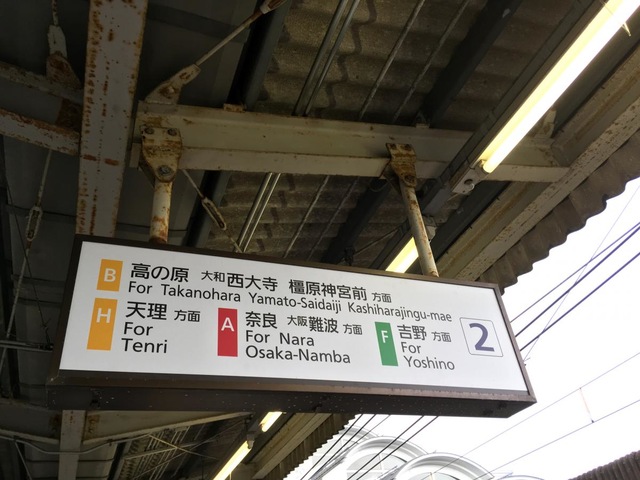 B 高の原 大和西大寺 橿原神宮前 方面
For Takanohara Yamato-Saidaiji Kashiharajingu-mae
H 天理 方面
For
Tenri
A 奈良 大阪難波 方面
For Nara
Osaka-Namba
F 吉野 方面
For
Yoshino
2